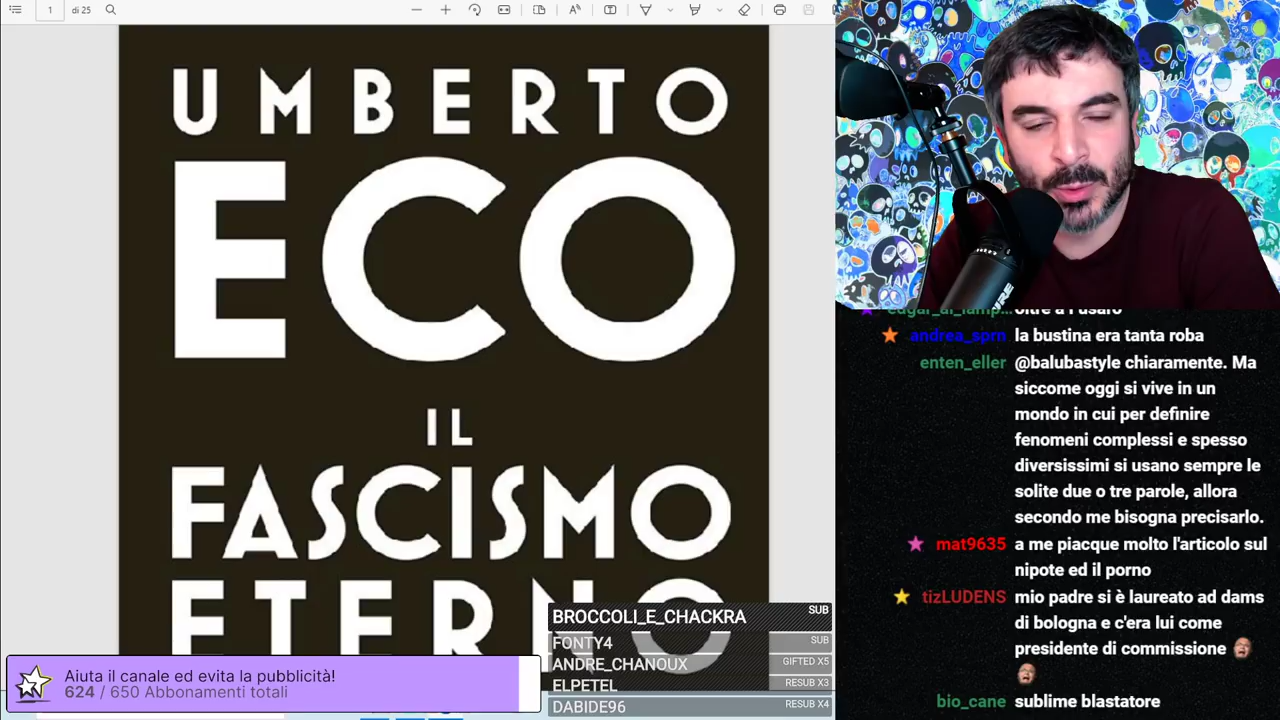 1 di 25
UMBERTO
ECO
IL
FASCISMO
ETERNO
BROCCOLI_E_CHACKRA SUB
FONTY4 SUB
ANDRE_CHANOUX GIFTED X5
ELPETEL RESUB X3
DABIDE96 RESUB X4
Aiuta il canale ed evita la pubblicità!
624 / 650 Abbonamenti totali
andrea_sprn la bustina era tanta roba
enten_eller @balubastyle chiaramente. Ma
siccome oggi si vive in un
mondo in cui per definire
fenomeni complessi e spesso
diversissimi si usano sempre le
solite due o tre parole, allora
secondo me bisogna precisarlo.
mat9635 a me piacque molto l'articolo sul
nipote ed il porno
tizLUDENS mio padre si è laureato ad dams
di bologna e c'era lui come
presidente di commissione
bio_cane sublime blastatore